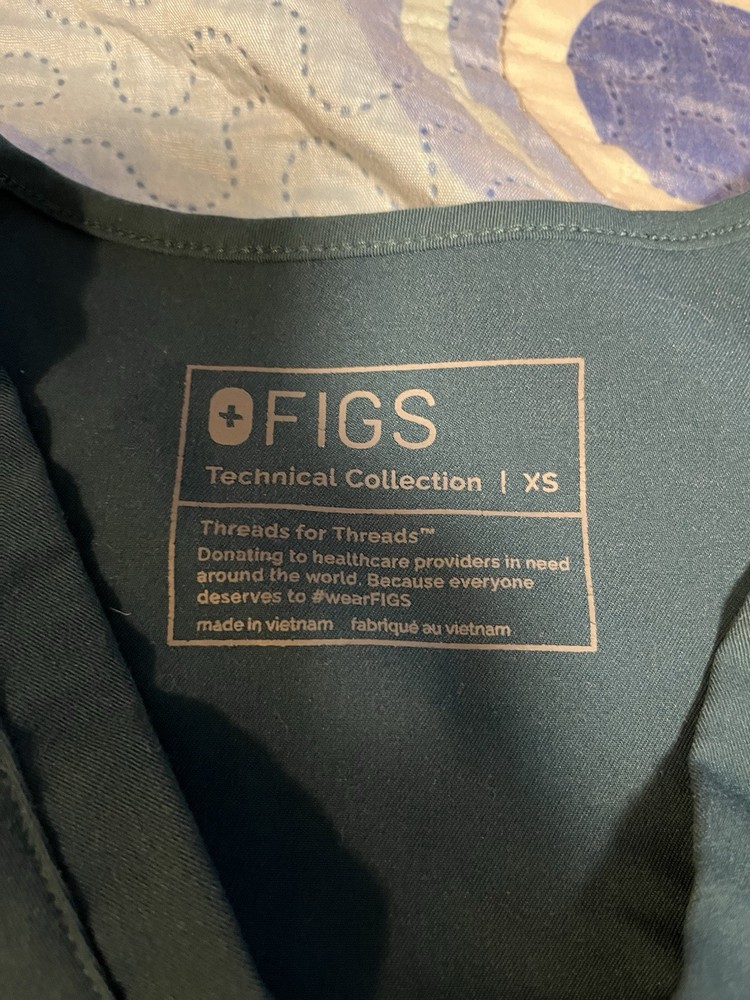 FIGS
Technical Collection | XS
Threads for Threads™
Donating to healthcare providers in need
around the world. Because everyone
deserves to #wearFIGS
made in vietnam fabriqué au vietnam